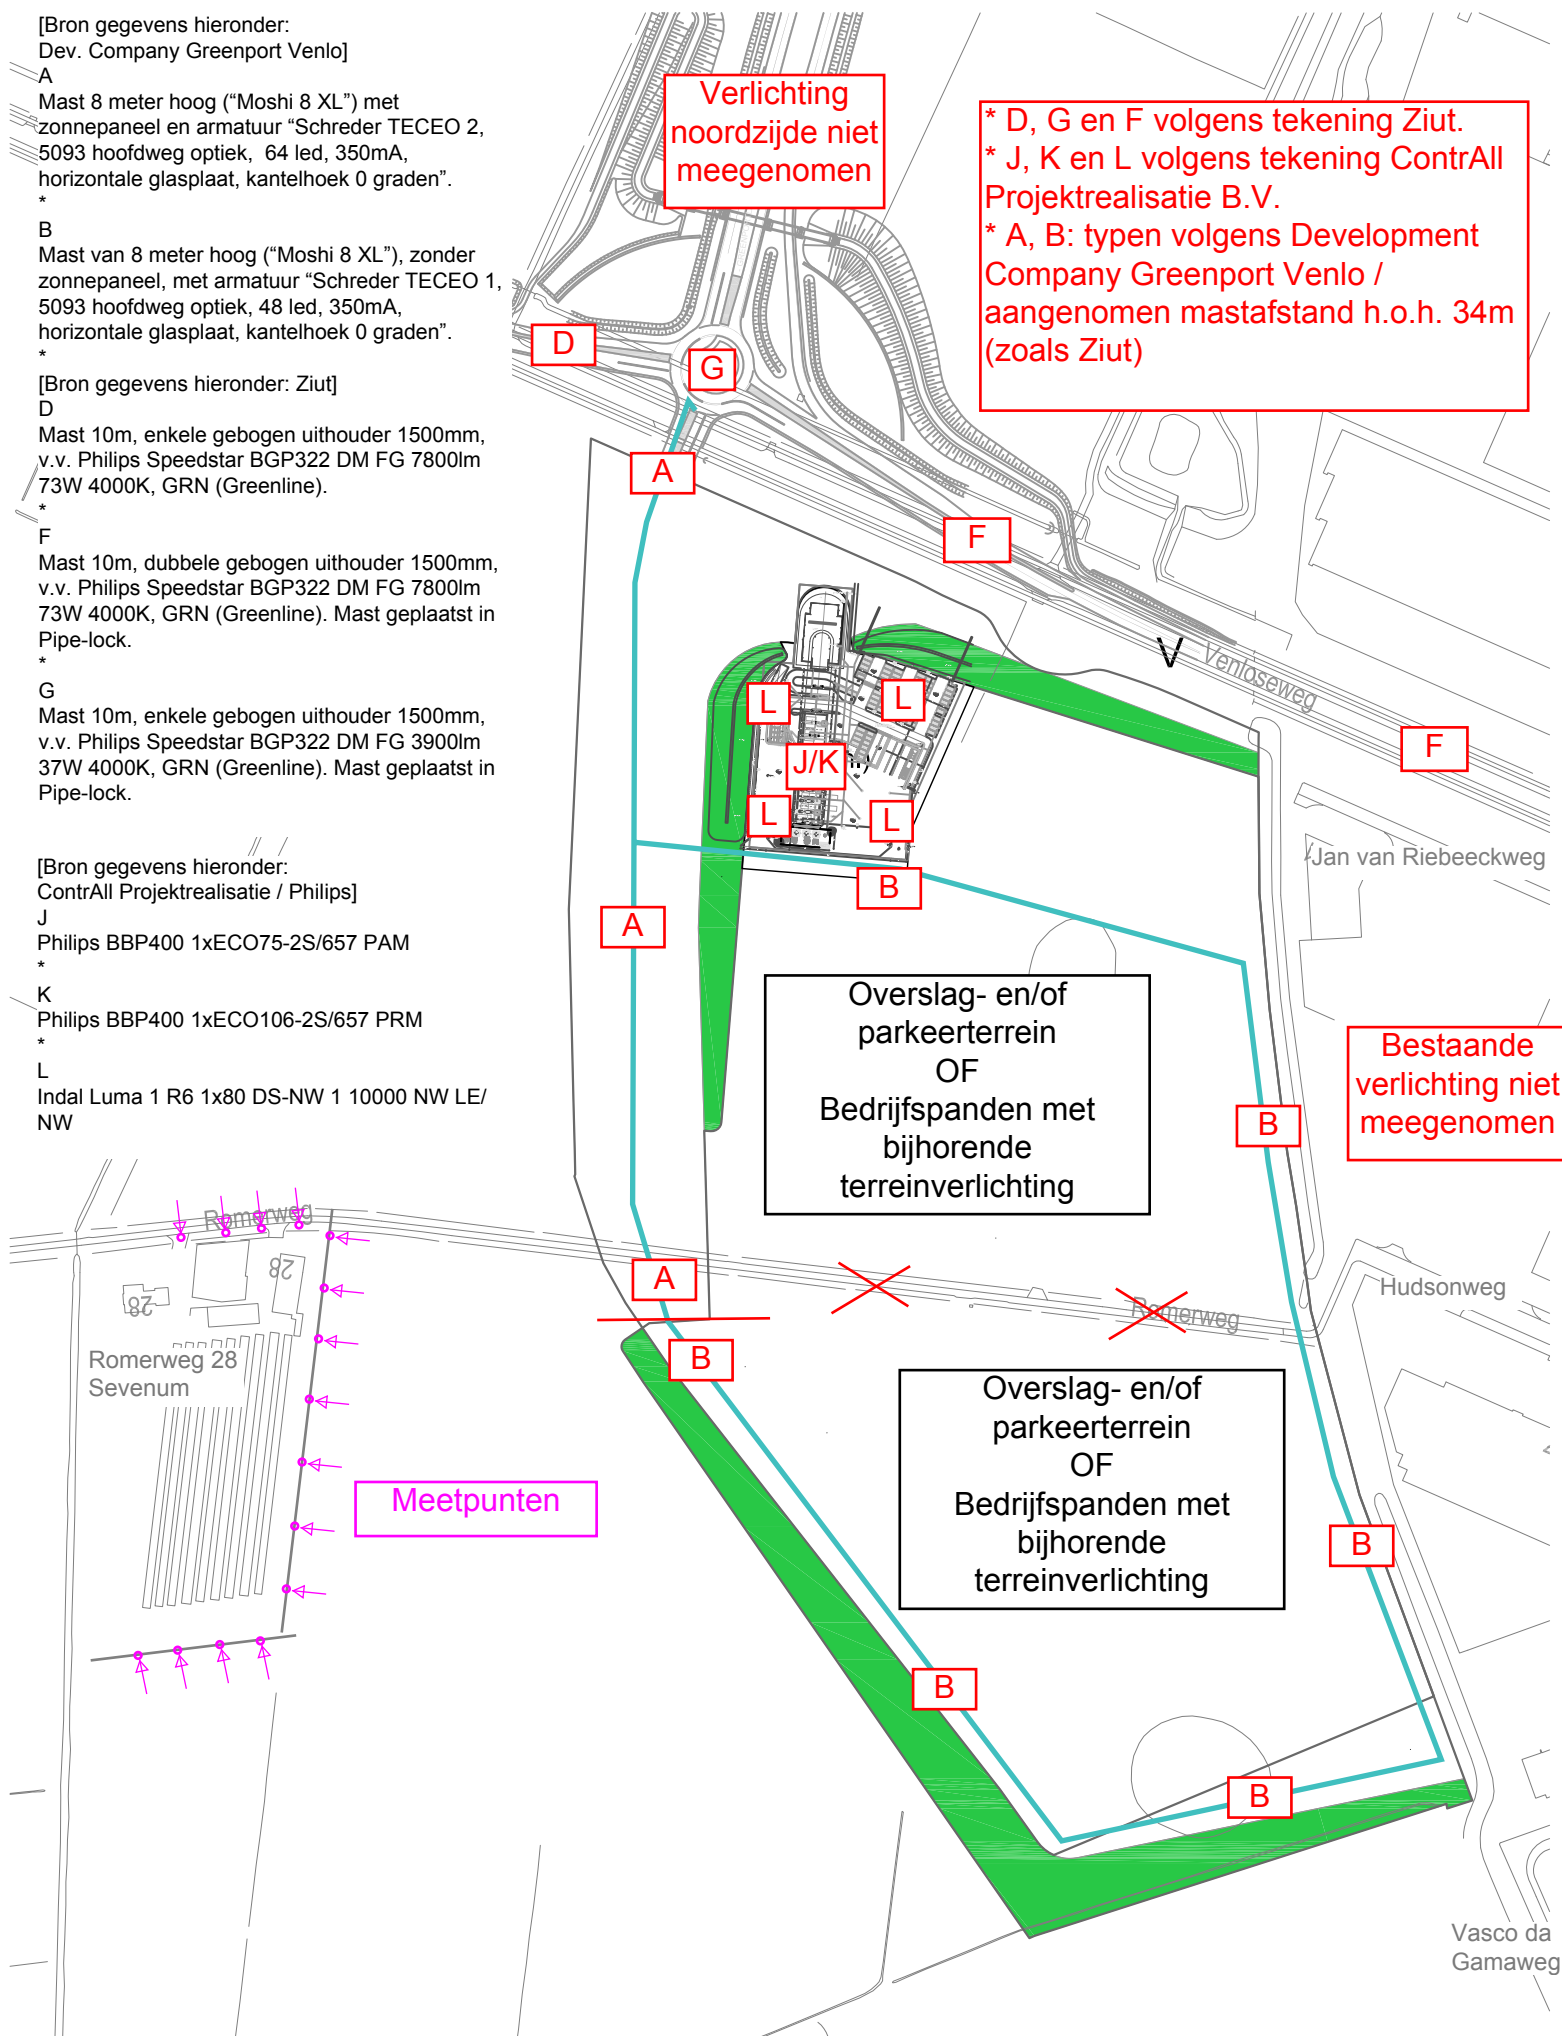 [Bron gegevens hieronder:
Dev. Company Greenport Venlo]
A
Mast 8 meter hoog (“Moshi 8 XL”) met
zonnepaneel en armatuur “Schreder TECEO 2,
5093 hoofdweg optiek,  64 led, 350mA,
horizontale glasplaat, kantelhoek 0 graden”.
*
B
Mast van 8 meter hoog (“Moshi 8 XL”), zonder
zonnepaneel, met armatuur “Schreder TECEO 1,
5093 hoofdweg optiek, 48 led, 350mA,
horizontale glasplaat, kantelhoek 0 graden”.
*
[Bron gegevens hieronder: Ziut]
D
Mast 10m, enkele gebogen uithouder 1500mm,
v.v. Philips Speedstar BGP322 DM FG 7800lm
73W 4000K, GRN (Greenline).
*
F
Mast 10m, dubbele gebogen uithouder 1500mm,
v.v. Philips Speedstar BGP322 DM FG 7800lm
73W 4000K, GRN (Greenline). Mast geplaatst in
Pipe-lock.
*
G
Mast 10m, enkele gebogen uithouder 1500mm,
v.v. Philips Speedstar BGP322 DM FG 3900lm
37W 4000K, GRN (Greenline). Mast geplaatst in
Pipe-lock.
[Bron gegevens hieronder:
ContrAll Projektrealisatie / Philips]
J
Philips BBP400 1xECO75-2S/657 PAM
*
K
Philips BBP400 1xECO106-2S/657 PRM
*
L
Indal Luma 1 R6 1x80 DS-NW 1 10000 NW LE/
NW
Verlichting
noordzijde niet
meegenomen
* D, G en F volgens tekening Ziut.
* J, K en L volgens tekening ContrAll
Projektrealisatie B.V.
* A, B: typen volgens Development
Company Greenport Venlo /
aangenomen mastafstand h.o.h. 34m
(zoals Ziut)
D
G
A
F
V
Venloseweg
L
L
F
J/K
L
L
Jan van Riebeeckweg
B
A
Overslag- en/of
parkeerterrein
OF
Bedrijfspanden met
bijhorende
terreinverlichting
Bestaande
verlichting niet
meegenomen
B
Romerweg
28
28
A
Hudsonweg
Romerweg
Romerweg 28
Sevenum
B
Overslag- en/of
parkeerterrein
OF
Bedrijfspanden met
bijhorende
terreinverlichting
Meetpunten
B
B
B
Vasco da
Gamaweg